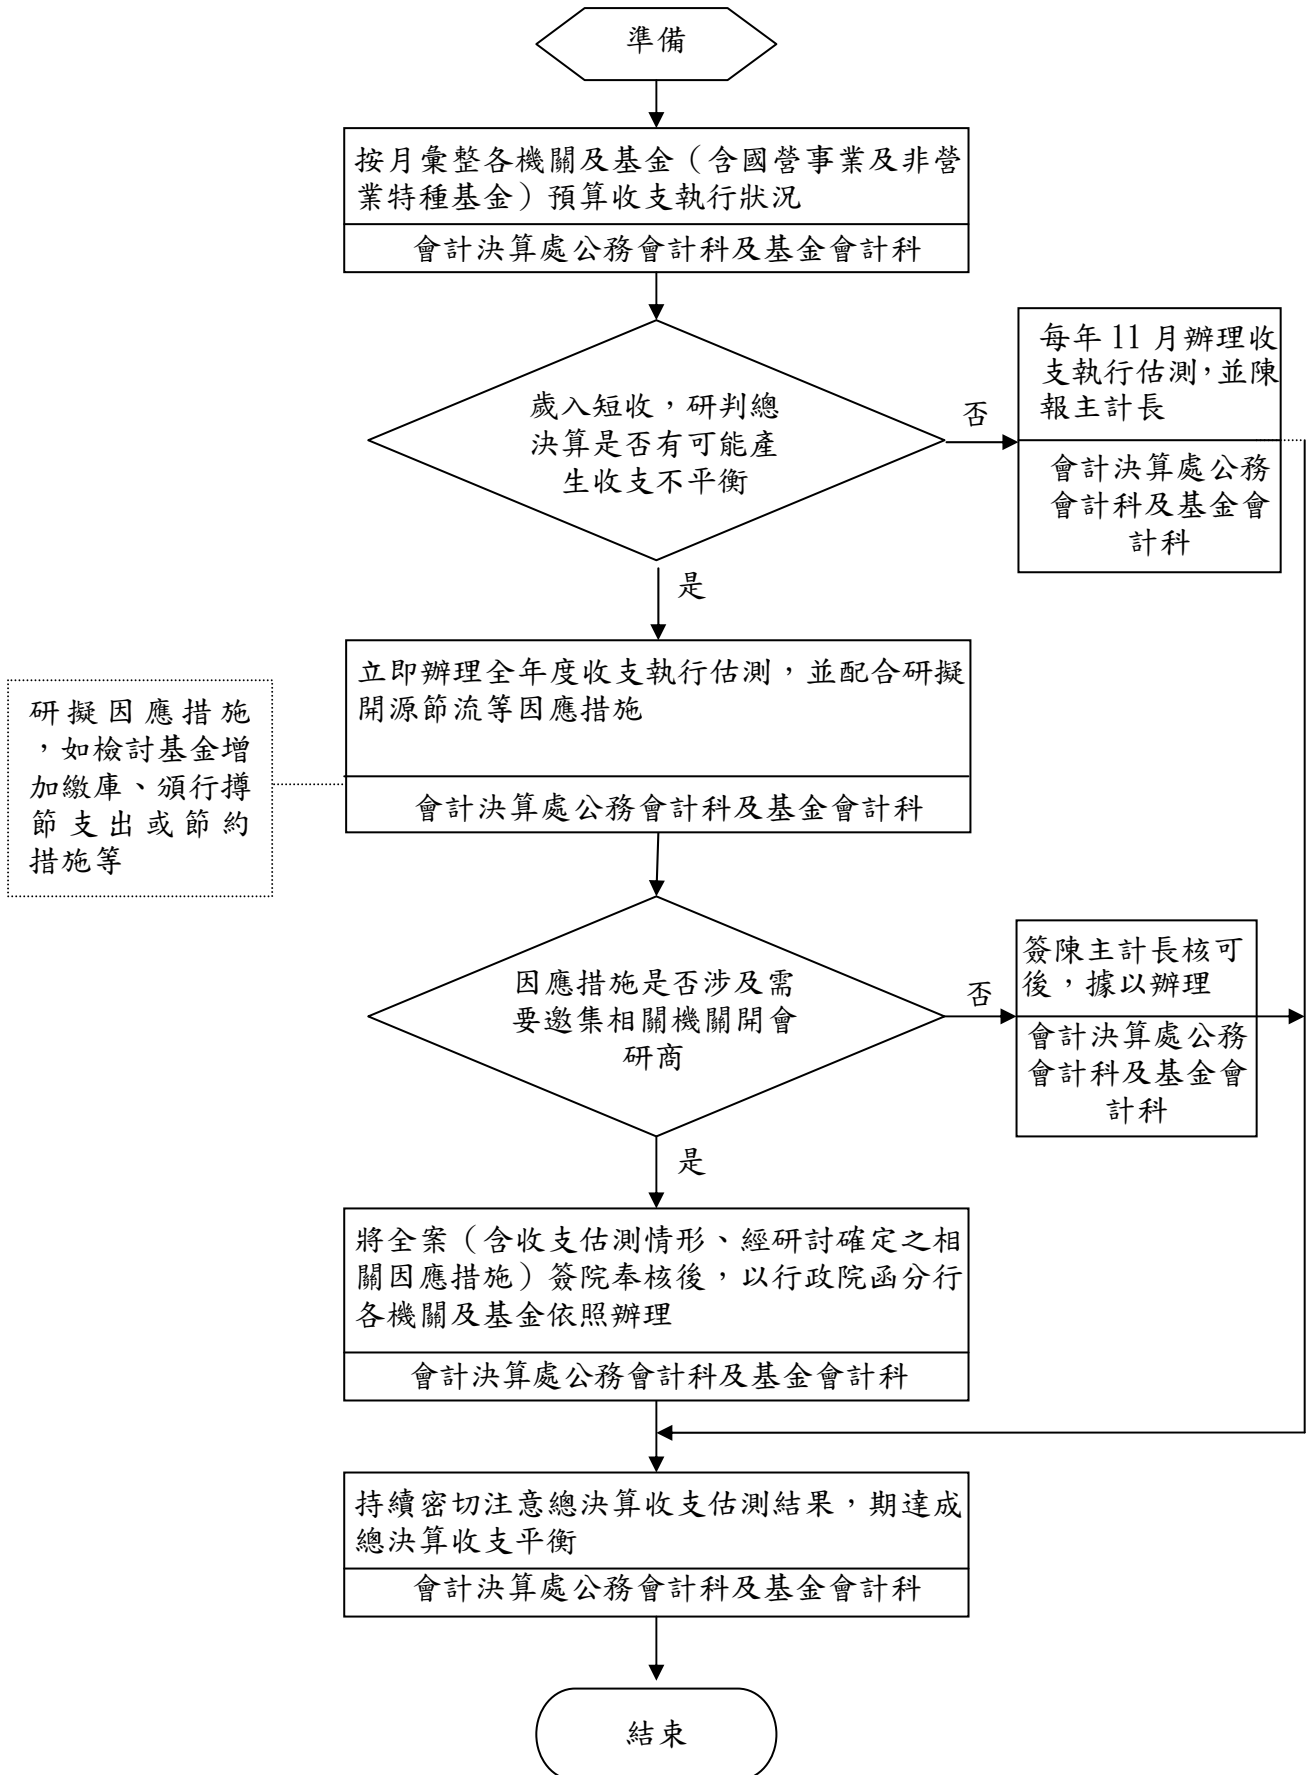 準備
按月彙整各機關及基金（含國營事業及非營
業特種基金）預算收支執行狀況
會計決算處公務會計科及基金會計科
歲入短收，研判總
決算是否有可能產
生收支不平衡
否
每年 11 月辦理收
支執行估測，並陳
報主計長
會計決算處公務
會計科及基金會
計科
是
立即辦理全年度收支執行估測，並配合研擬
開源節流等因應措施
會計決算處公務會計科及基金會計科
研擬因應措施
，如檢討基金增
加繳庫、頒行撙
節支出或節約
措施等
因應措施是否涉及需
要邀集相關機關開會
研商
否
簽陳主計長核可
後，據以辦理
會計決算處公務
會計科及基金會
計科
是
將全案（含收支估測情形、經研討確定之相
關因應措施）簽院奉核後，以行政院函分行
各機關及基金依照辦理
會計決算處公務會計科及基金會計科
持續密切注意總決算收支估測結果，期達成
總決算收支平衡
會計決算處公務會計科及基金會計科
結束